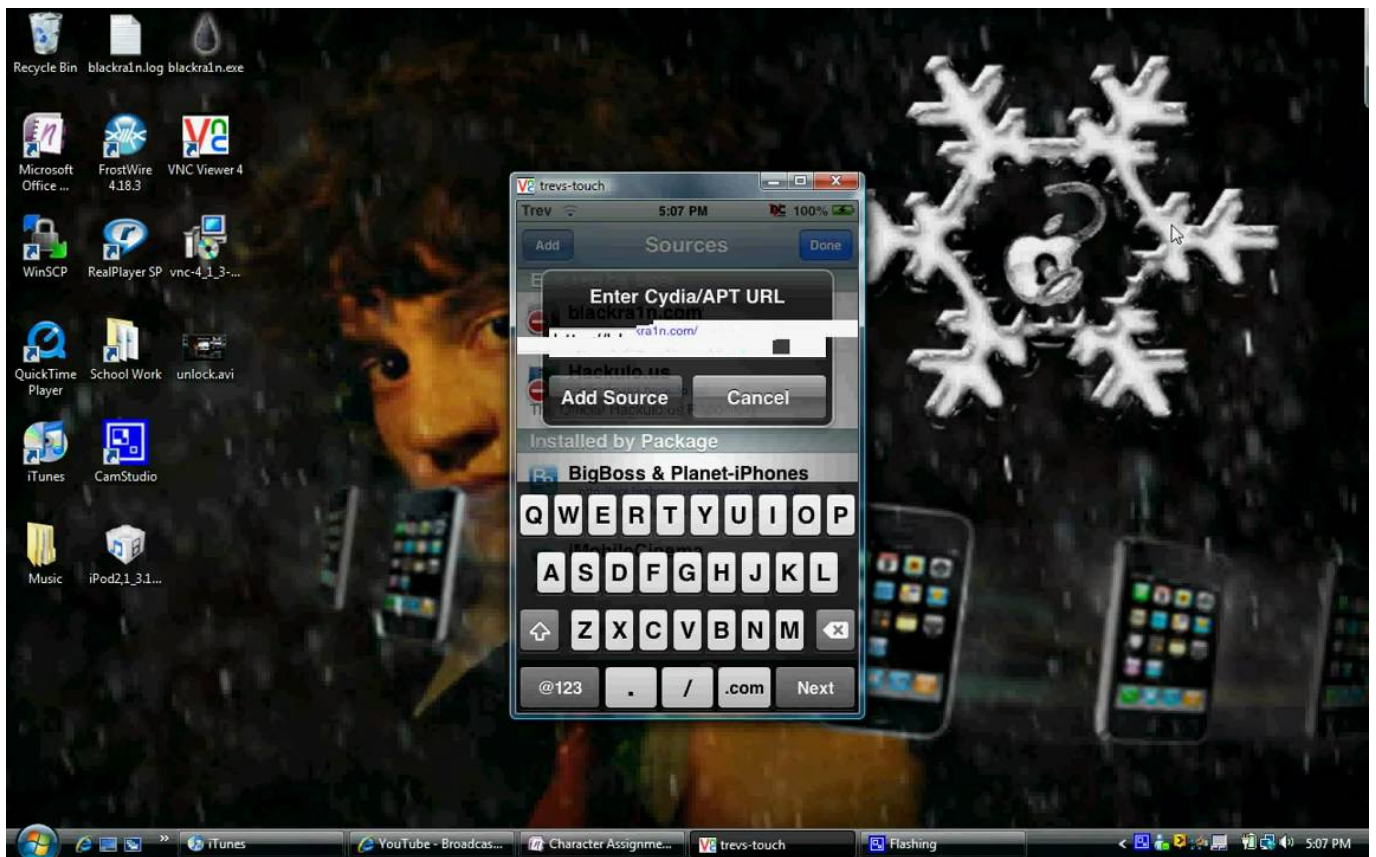 Recycle Bin
blackra1n.log
blackra1n.exe
Microsoft
Office ...
FrostWire
4.18.3
VNC Viewer 4
WinSCP
RealPlayer SP
vnc-4_1_3-...
QuickTime
Player
School Work
unlock.avi
iTunes
CamStudio
Music
iPod2,1_3.1...
trevs-touch
Trev
5:07 PM
100%
Add
Sources
Done
Enter Cydia/APT URL
blackra1n.com
kra1n.com/
Hackulo.us
Add Source
Cancel
Installed by Package
BigBoss & Planet-iPhones
iMobileCinema
Q W E R T Y U I O P
A S D F G H J K L
Z X C V B N M
@123 . / .com Next
iTunes
YouTube - Broadcas...
Character Assignme...
trevs-touch
Flashing
5:07 PM